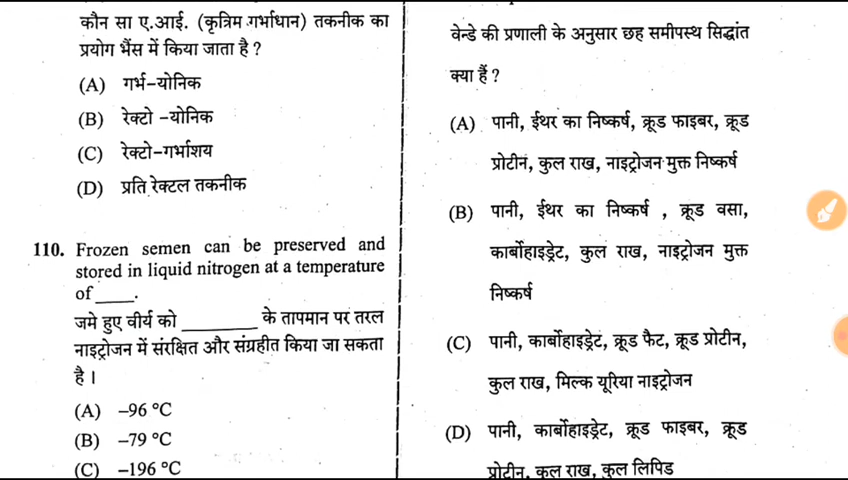 कौन सा ए.आई. (कृत्रिम गर्भाधान) तकनीक का
प्रयोग भैंस में किया जाता है ?
(A) गर्भ-योनिक
(B) रेक्टो -योनिक
(C) रेक्टो-गर्भाशय
(D) प्रति रेक्टल तकनीक
110. Frozen semen can be preserved and
stored in liquid nitrogen at a temperature
of ____.
जमे हुए वीर्य को ________ के तापमान पर तरल
नाइट्रोजन में संरक्षित और संग्रहीत किया जा सकता
है ।
(A) –96 °C
(B) –79 °C
(C) –196 °C
वेन्डे की प्रणाली के अनुसार छह समीपस्थ सिद्धांत
क्या हैं ?
(A) पानी, ईथर का निष्कर्ष, क्रूड फाइबर, क्रूड
प्रोटीन, कुल राख, नाइट्रोजन मुक्त निष्कर्ष
(B) पानी, ईथर का निष्कर्ष , क्रूड वसा,
कार्बोहाइड्रेट, कुल राख, नाइट्रोजन मुक्त
निष्कर्ष
(C) पानी, कार्बोहाइड्रेट, क्रूड फैट, क्रूड प्रोटीन,
कुल राख, मिल्क यूरिया नाइट्रोजन
(D) पानी, कार्बोहाइड्रेट, क्रूड फाइबर, क्रूड
प्रोटीन, कुल राख, कुल लिपिड